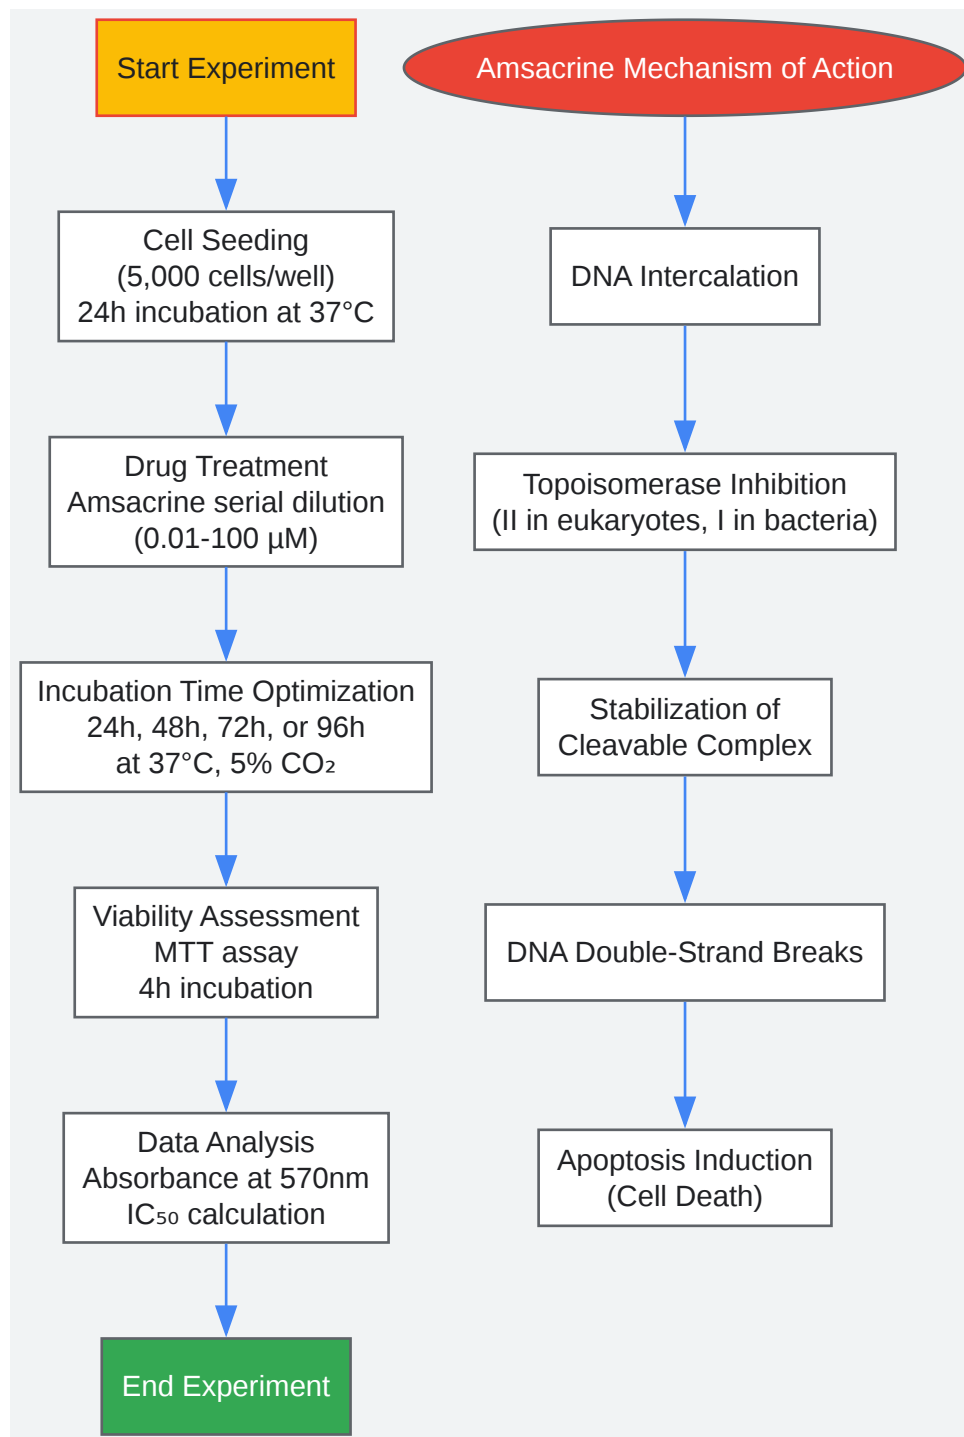 Start Experiment
Cell Seeding
(5,000 cells/well)
24h incubation at 37°C
Drug Treatment
Amsacrine serial dilution
(0.01-100 µM)
Incubation Time Optimization
24h, 48h, 72h, or 96h
at 37°C, 5% CO₂
Viability Assessment
MTT assay
4h incubation
Data Analysis
Absorbance at 570nm
IC₅₀ calculation
End Experiment
Amsacrine Mechanism of Action
DNA Intercalation
Topoisomerase Inhibition
(II in eukaryotes, I in bacteria)
Stabilization of
Cleavable Complex
DNA Double-Strand Breaks
Apoptosis Induction
(Cell Death)